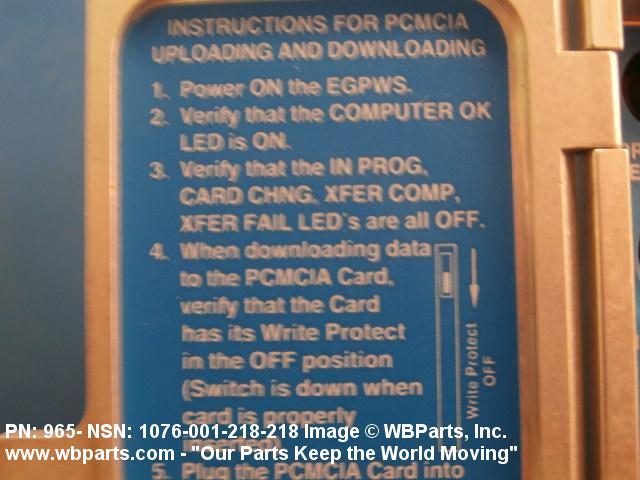 INSTRUCTIONS FOR PCMCIA
UPLOADING AND DOWNLOADING
1. Power ON the EGPWS.
2. Verify that the COMPUTER OK
LED is ON.
3. Verify that the IN PROG,
CARD CHNG, XFER COMP,
XFER FAIL LED's are all OFF.
4. When downloading data
to the PCMCIA Card,
verify that the Card
has its Write Protect
in the OFF position
(Switch is down when
card is properly
inserted).
5. Plug the PCMCIA Card into
Write Protect
OFF
PN: 965- NSN: 1076-001-218-218 Image © WBParts, Inc.
www.wbparts.com - "Our Parts Keep the World Moving"